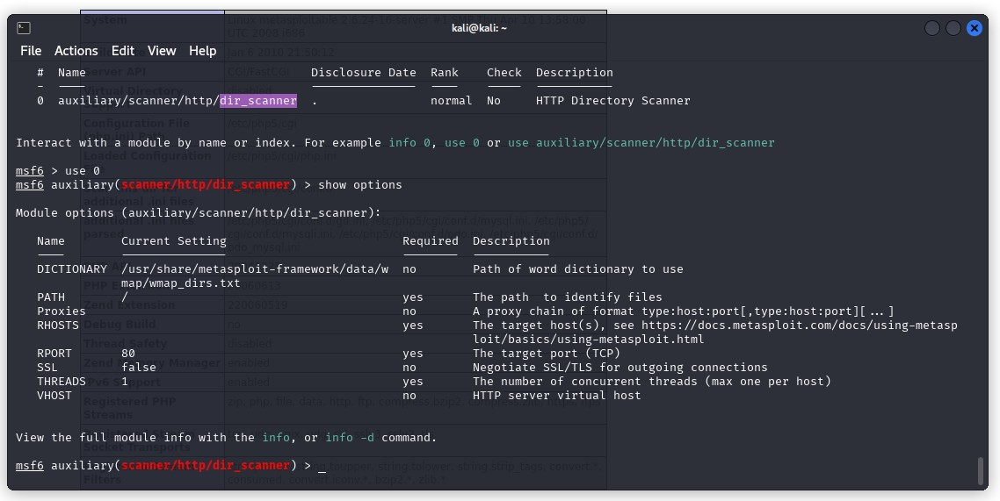 kali@kali: ~
File Actions Edit View Help
# Name Disclosure Date Rank Check Description
- ---- --------------- ---- ----- -----------
0 auxiliary/scanner/http/dir_scanner . normal No HTTP Directory Scanner
Interact with a module by name or index. For example info 0, use 0 or use auxiliary/scanner/http/dir_scanner
msf6 > use 0
msf6 auxiliary(scanner/http/dir_scanner) > show options
Module options (auxiliary/scanner/http/dir_scanner):
Name Current Setting Required Description
---- --------------- -------- -----------
DICTIONARY /usr/share/metasploit-framework/data/w no Path of word dictionary to use
map/wmap_dirs.txt
PATH / yes The path  to identify files
Proxies no A proxy chain of format type:host:port[,type:host:port][...]
RHOSTS yes The target host(s), see https://docs.metasploit.com/docs/using-metasp
loit/basics/using-metasploit.html
RPORT 80 yes The target port (TCP)
SSL false no Negotiate SSL/TLS for outgoing connections
THREADS 1 yes The number of concurrent threads (max one per host)
VHOST no HTTP server virtual host
View the full module info with the info, or info -d command.
msf6 auxiliary(scanner/http/dir_scanner) > _